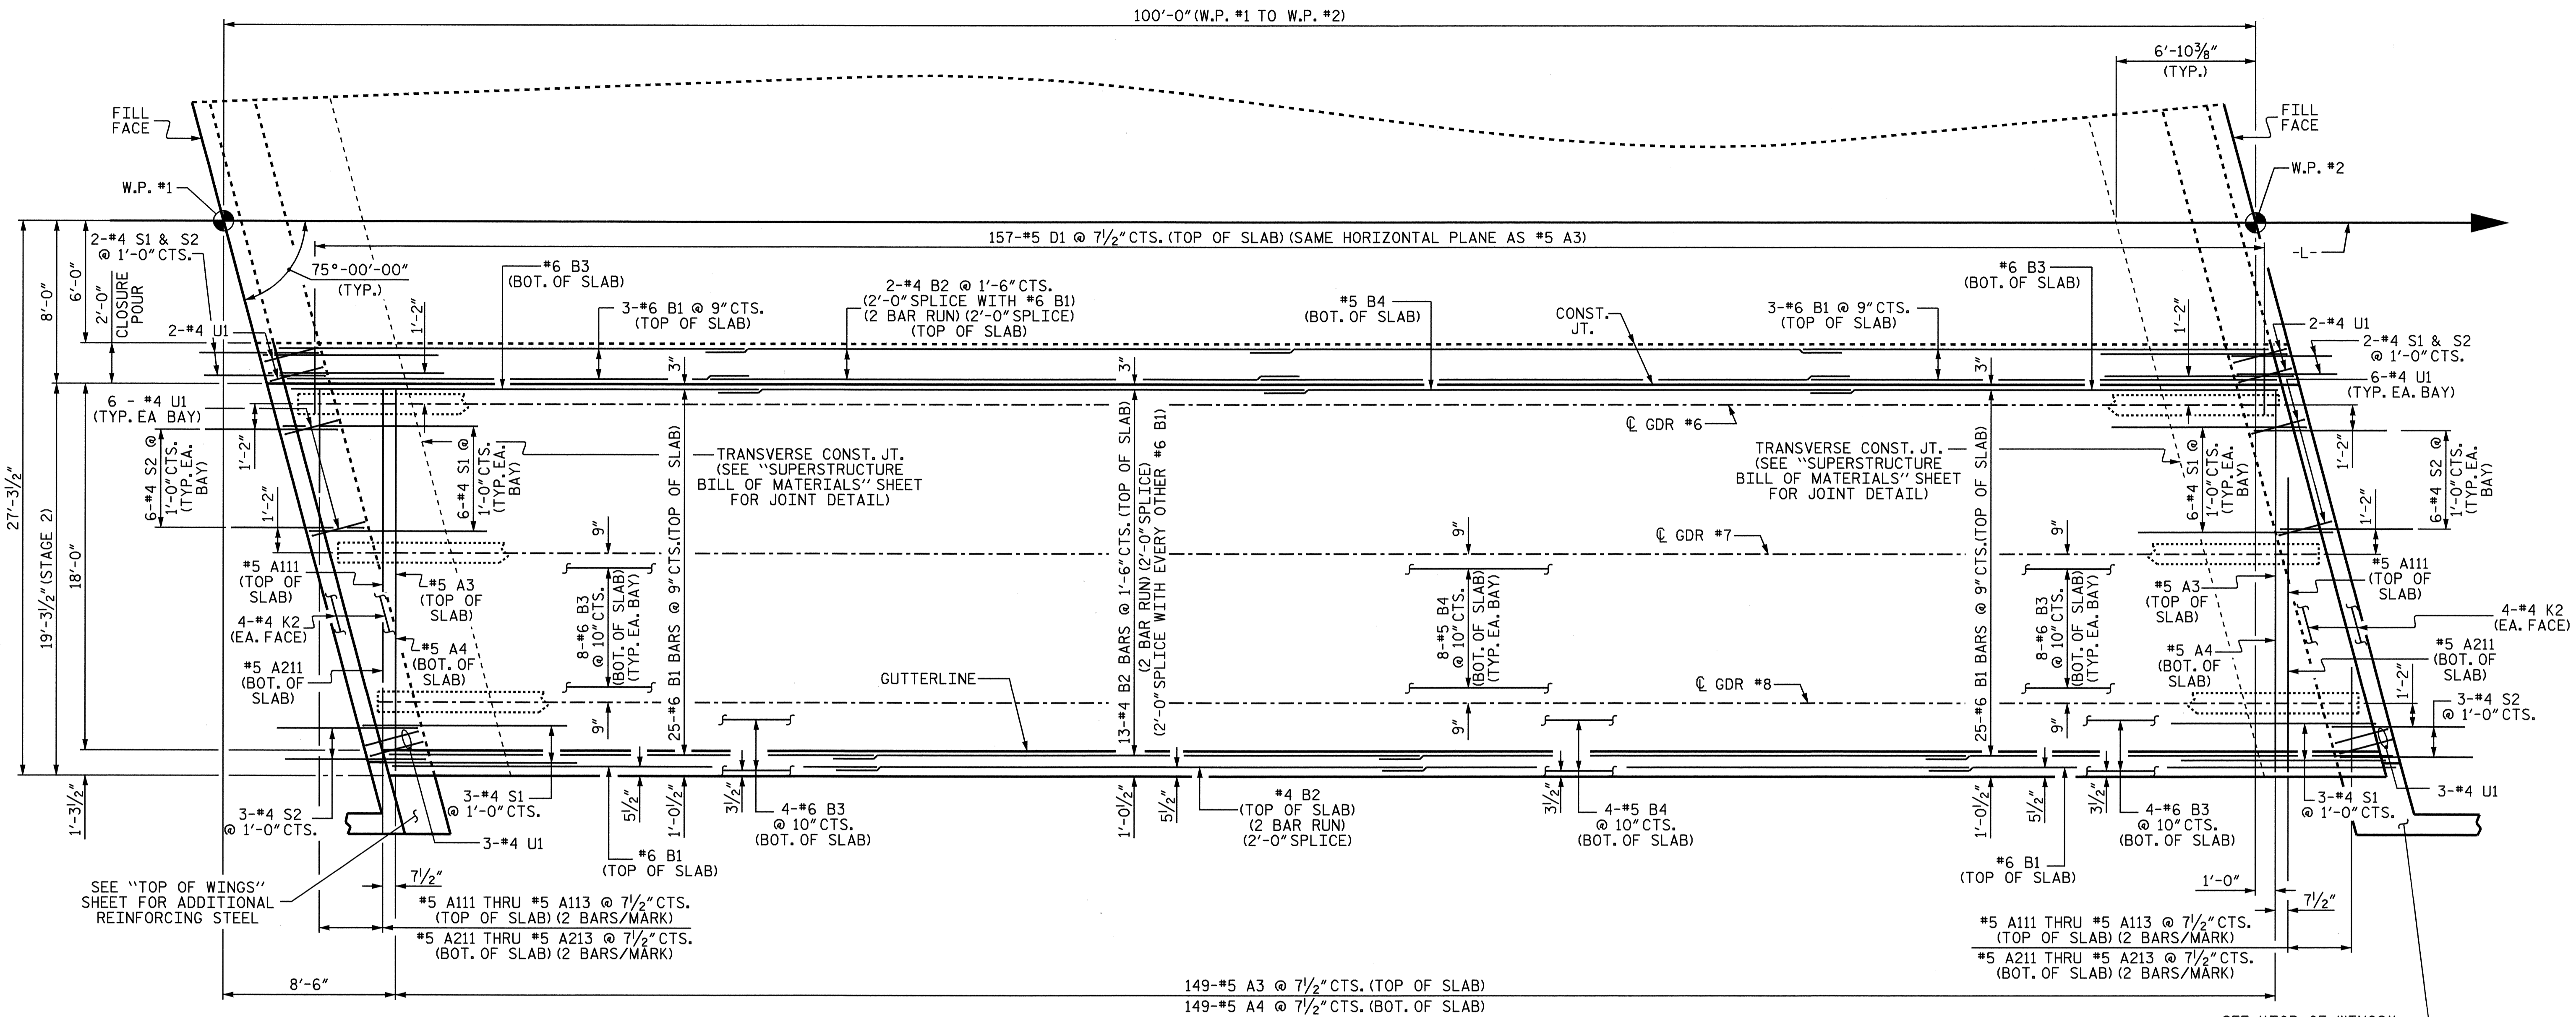 100'-0" (W.P. #1 TO W.P. #2)
6'-10⅜"
(TYP.)
FILL
FACE
FILL
FACE
W.P. #1
W.P. #2
157-#5 D1 @ 7½" CTS. (TOP OF SLAB) (SAME HORIZONTAL PLANE AS #5 A3)
-L-
2-#4 S1 & S2
@ 1'-0" CTS.
75°-00'-00"
(TYP.)
#6 B3
(BOT. OF SLAB)
3-#6 B1 @ 9" CTS.
(TOP OF SLAB)
2-#4 B2 @ 1'-6" CTS.
(2'-0" SPLICE WITH #6 B1)
(2 BAR RUN) (2'-0" SPLICE)
(TOP OF SLAB)
#5 B4
(BOT. OF SLAB)
CONST.
JT.
3-#6 B1 @ 9" CTS.
(TOP OF SLAB)
#6 B3
(BOT. OF SLAB)
27'-3½"
8'-0"
6'-0"
2'-0"
CLOSURE
POUR
19'-3½" (STAGE 2)
18'-0"
1'-3½"
2-#4 U1
1'-2"
3"
3"
3"
1'-2"
2-#4 U1
2-#4 S1 & S2
@ 1'-0" CTS.
6-#4 U1
(TYP. EA. BAY)
6 - #4 U1
(TYP. EA BAY)
6-#4 S2 @
1'-0" CTS.
(TYP. EA.
BAY)
1'-2"
1'-2"
6-#4 S1 @
1'-0" CTS.
(TYP. EA.
BAY)
TRANSVERSE CONST. JT.
(SEE "SUPERSTRUCTURE
BILL OF MATERIALS" SHEET
FOR JOINT DETAIL)
25-#6 B1 BARS @ 9" CTS.(TOP OF SLAB)
13-#4 B2 BARS @ 1'-6" CTS. (TOP OF SLAB)
(2 BAR RUN) (2'-0" SPLICE)
(2'-0" SPLICE WITH EVERY OTHER #6 B1)
℄ GDR #6
TRANSVERSE CONST. JT.
(SEE "SUPERSTRUCTURE
BILL OF MATERIALS" SHEET
FOR JOINT DETAIL)
25-#6 B1 BARS @ 9" CTS.(TOP OF SLAB)
6-#4 S1 @
1'-0" CTS.
(TYP. EA.
BAY)
1'-2"
1'-2"
6-#4 S2 @
1'-0" CTS.
(TYP. EA.
BAY)
℄ GDR #7
9"
9"
9"
#5 A111
(TOP OF
SLAB)
#5 A3
(TOP OF
SLAB)
4-#4 K2
(EA. FACE)
#5 A4
(BOT. OF
SLAB)
#5 A211
(BOT. OF
SLAB)
8-#6 B3
@ 10" CTS.
(BOT. OF SLAB)
(TYP. EA. BAY)
8-#5 B4
@ 10" CTS.
(BOT. OF SLAB)
(TYP. EA. BAY)
8-#6 B3
@ 10" CTS.
(BOT. OF SLAB)
(TYP. EA. BAY)
#5 A3
(TOP OF
SLAB)
#5 A111
(TOP OF
SLAB)
4-#4 K2
(EA. FACE)
#5 A4
(BOT. OF
SLAB)
#5 A211
(BOT. OF
SLAB)
GUTTERLINE
℄ GDR #8
9"
9"
9"
1'-2"
3-#4 S2
@ 1'-0" CTS.
3-#4 S2
@ 1'-0" CTS.
3-#4 S1
@ 1'-0" CTS.
3-#4 U1
5½"
1'-0½"
3½"
4-#6 B3
@ 10" CTS.
(BOT. OF SLAB)
1'-0½"
5½"
#4 B2
(TOP OF SLAB)
(2 BAR RUN)
(2'-0" SPLICE)
3½"
4-#5 B4
@ 10" CTS.
(BOT. OF SLAB)
1'-0½"
5½"
3½"
4-#6 B3
@ 10" CTS.
(BOT. OF SLAB)
3-#4 S1
@ 1'-0" CTS.
3-#4 U1
#6 B1
(TOP OF SLAB)
#6 B1
(TOP OF SLAB)
SEE "TOP OF WINGS"
SHEET FOR ADDITIONAL
REINFORCING STEEL
7½"
#5 A111 THRU #5 A113 @ 7½" CTS.
(TOP OF SLAB) (2 BARS/MARK)
#5 A211 THRU #5 A213 @ 7½" CTS.
(BOT. OF SLAB) (2 BARS/MARK)
1'-0"
7½"
#5 A111 THRU #5 A113 @ 7½" CTS.
(TOP OF SLAB) (2 BARS/MARK)
#5 A211 THRU #5 A213 @ 7½" CTS.
(BOT. OF SLAB) (2 BARS/MARK)
8'-6"
149-#5 A3 @ 7½" CTS. (TOP OF SLAB)
149-#5 A4 @ 7½" CTS. (BOT. OF SLAB)